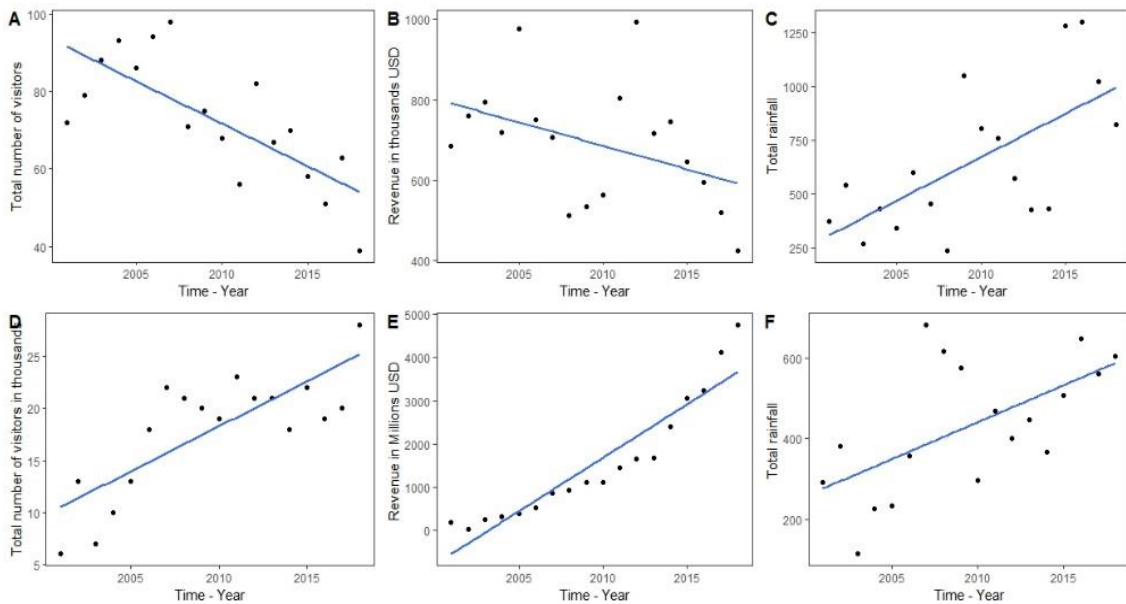 A
Total number of visitors
100
80
60
40
2005
2010
2015
Time - Year
B
Revenue in thousands USD
1000
800
600
400
2005
2010
2015
Time - Year
C
Total rainfall
1250
1000
750
500
250
2005
2010
2015
Time - Year
D
Total number of visitors in thousand
25
20
15
10
5
2005
2010
2015
Time - Year
E
Revenue in Millions USD
5000
4000
3000
2000
1000
0
2005
2010
2015
Time - Year
F
Total rainfall
600
400
200
2005
2010
2015
Time - Year